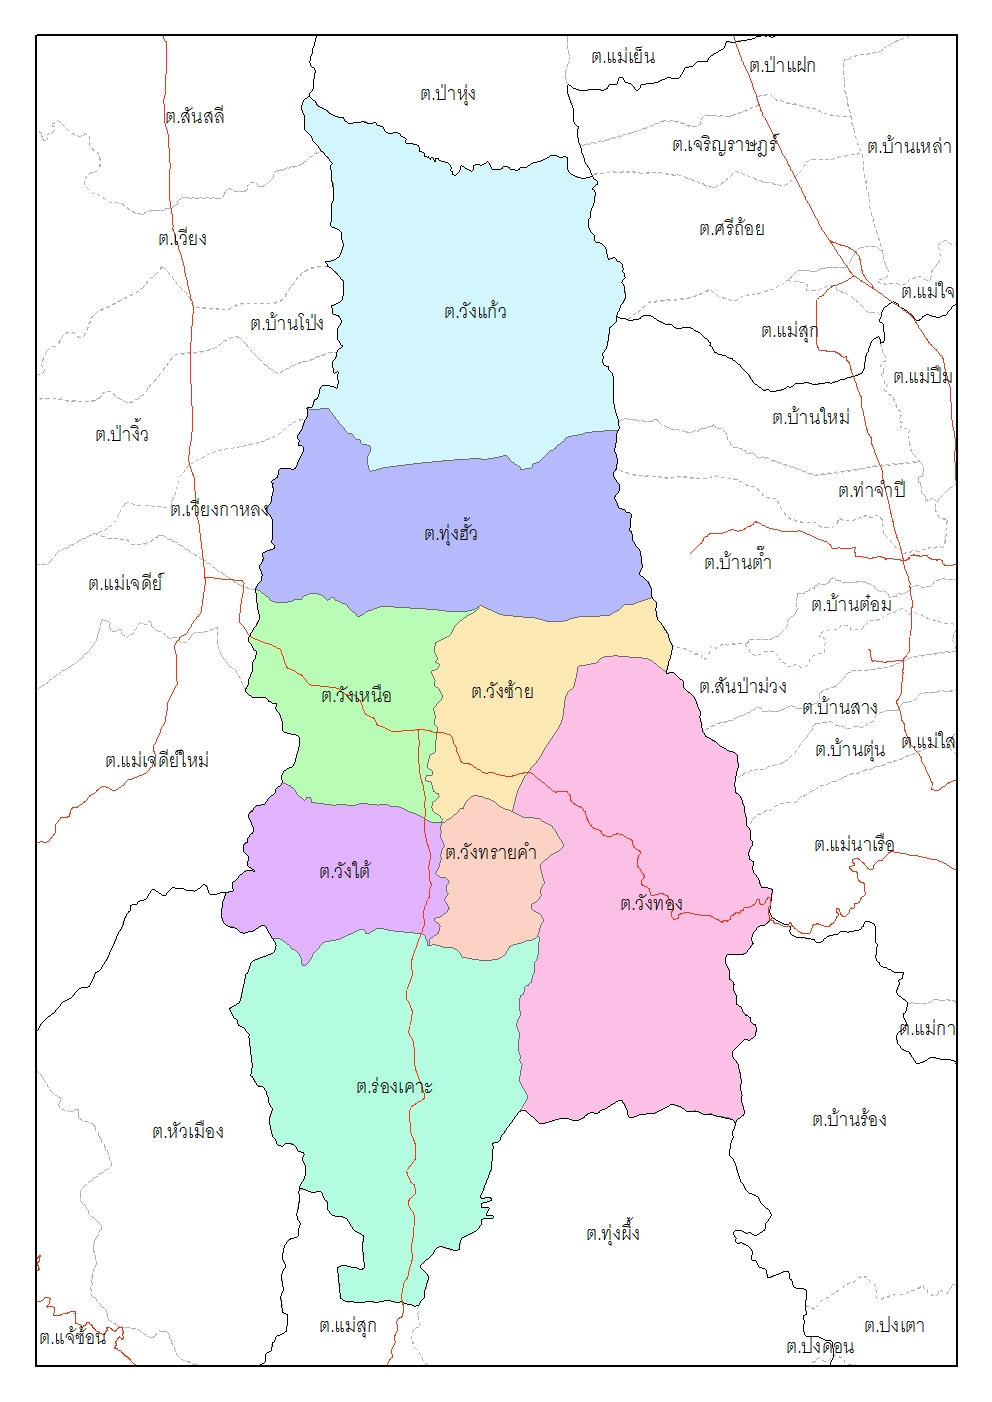 ต.แม่เย็น
ต.ป่าแฝก
ต.ป่าหุ่ง
ต.สันสลี
ต.เจริญราษฎร์
ต.บ้านเหล่า
ต.ศรีถ้อย
ต.เวียง
ต.แม่ใจ
ต.วังแก้ว
ต.บ้านโป่ง
ต.แม่สุก
ต.แม่ปืม
ต.บ้านใหม่
ต.ป่างิ้ว
ต.ท่าจำปี
ต.เวียงกาหลง
ต.ทุ่งฮั้ว
ต.บ้านต๊ำ
ต.แม่เจดีย์
ต.บ้านต๋อม
ต.วังเหนือ
ต.วังซ้าย
ต.สันป่าม่วง
ต.บ้านสาง
ต.แม่ใส
ต.บ้านตุ่น
ต.แม่เจดีย์ใหม่
ต.แม่นาเรือ
ต.วังทรายคำ
ต.วังใต้
ต.วังทอง
ต.แม่กา
ต.ร่องเคาะ
ต.บ้านร้อง
ต.หัวเมือง
ต.ทุ่งผึ้ง
ต.แม่สุก
ต.ปงเตา
ต.แจ้ซ้อน
ต.ปงดอน